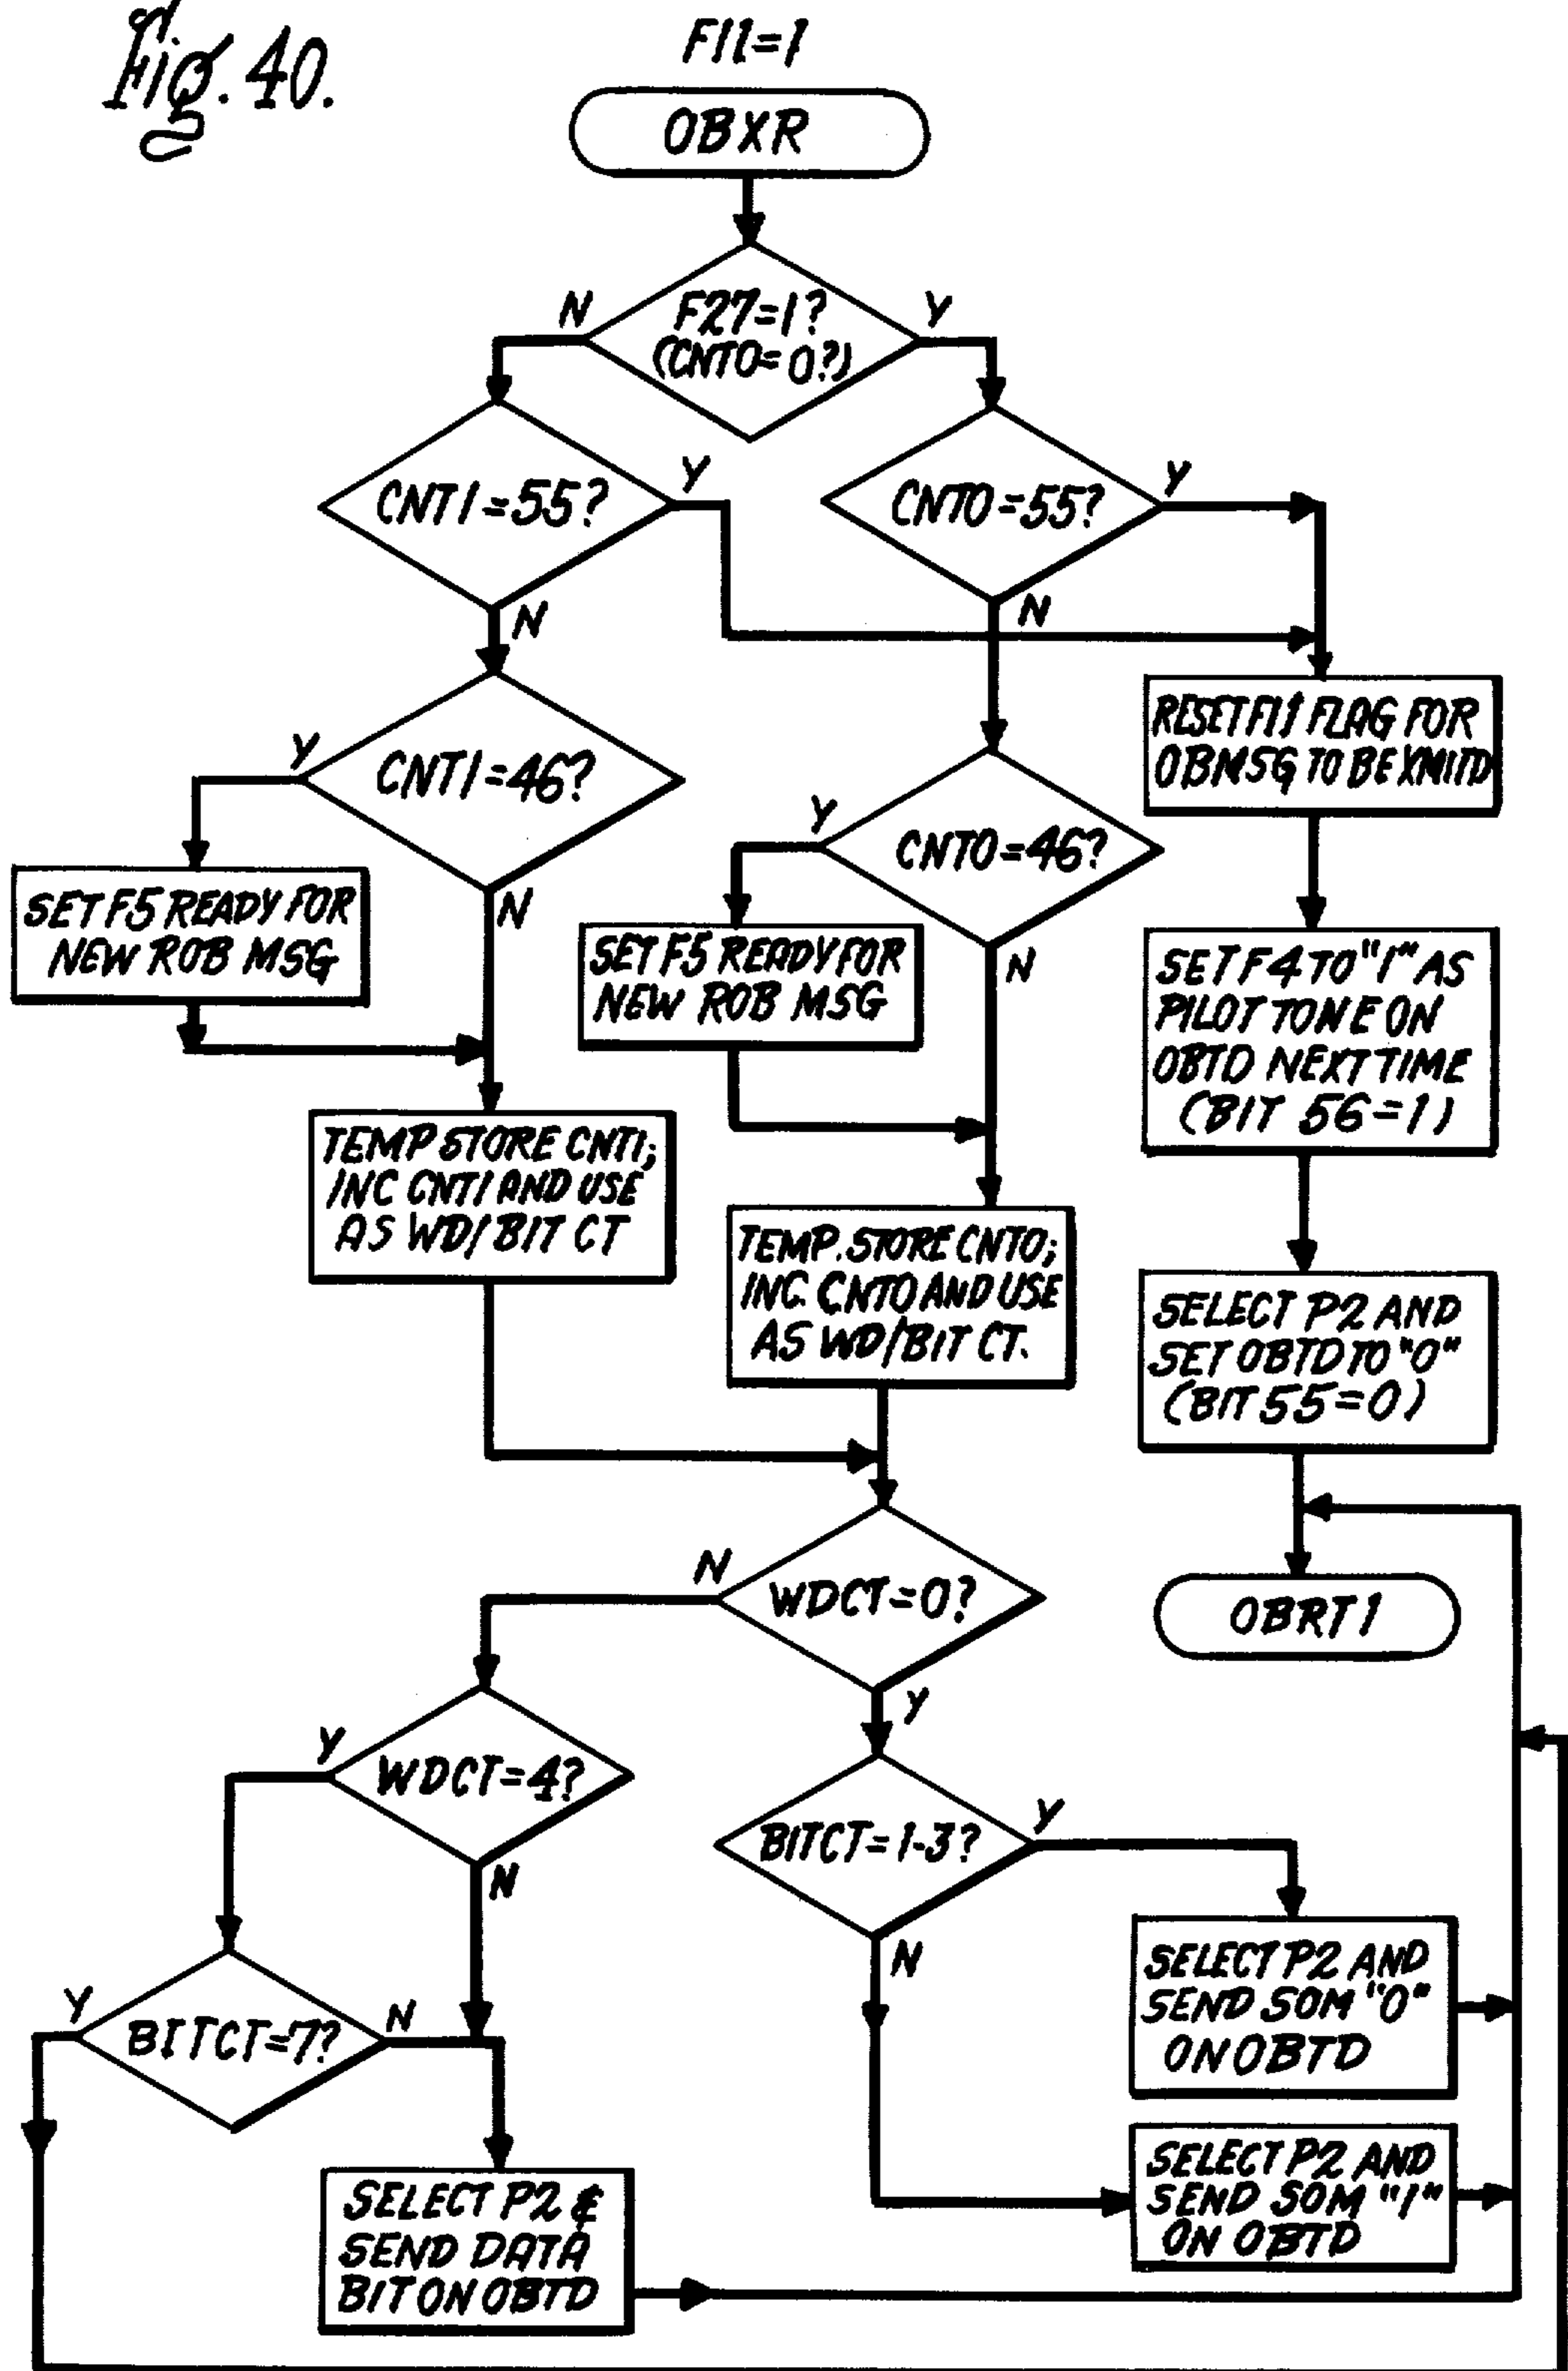 Fig. 40.
F11=1
OBXR
F27=1?
(CNT0=0?)
N
Y
CNT1=55?
Y
N
CNT0=55?
Y
N
RESET F11 FLAG FOR
OBMSG TO BE XMITD
CNT1=46?
Y
N
CNT0=46?
Y
N
SET F5 READY FOR
NEW ROB MSG
SET F5 READY FOR
NEW ROB MSG
SET F4 TO "1" AS
PILOT TONE ON
OBTD NEXT TIME
(BIT 56=1)
TEMP STORE CNT1;
INC CNT1 AND USE
AS WD/BIT CT
TEMP. STORE CNT0;
INC. CNT0 AND USE
AS WD/BIT CT.
SELECT P2 AND
SET OBTD TO "0"
(BIT 55=0)
WDCT=0?
N
Y
OBRT1
WDCT=4?
Y
N
BITCT=1-3?
Y
N
SELECT P2 AND
SEND SOM "0"
ON OBTD
BITCT=7?
Y
N
SELECT P2 AND
SEND SOM "1"
ON OBTD
SELECT P2 &
SEND DATA
BIT ON OBTD